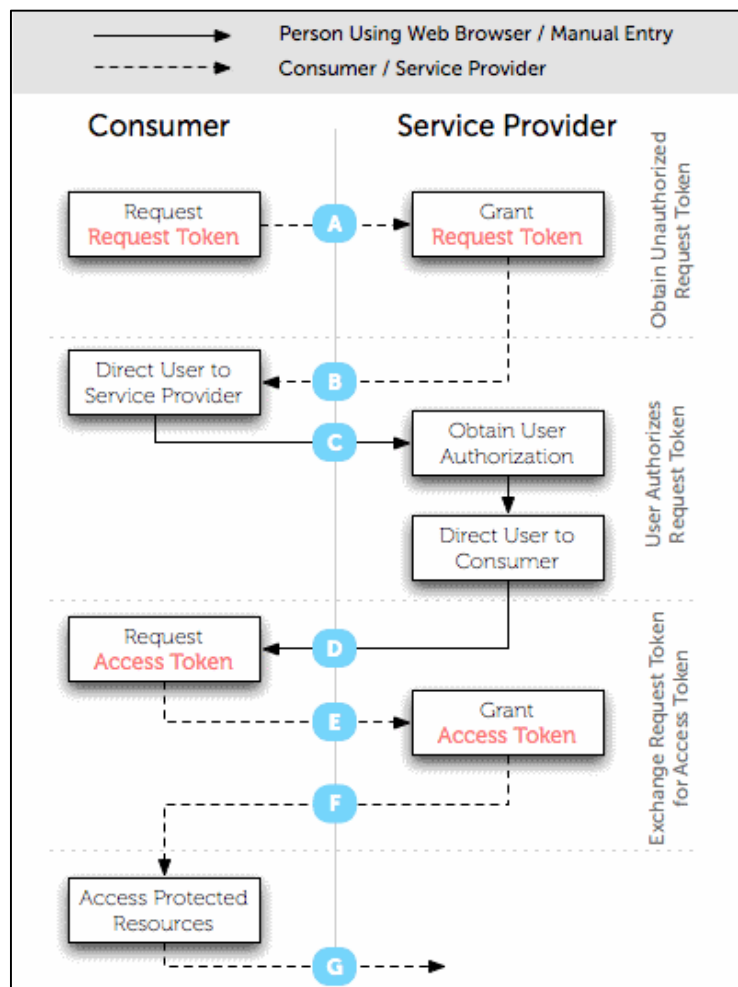 Person Using Web Browser / Manual Entry
Consumer / Service Provider
Consumer
Service Provider
Request
Request Token
A
Grant
Request Token
Obtain Unauthorized
Request Token
Direct User to
Service Provider
B
C
Obtain User
Authorization
Direct User to
Consumer
User Authorizes
Request Token
Request
Access Token
D
E
Grant
Access Token
F
Exchange Request Token
for Access Token
Access Protected
Resources
G